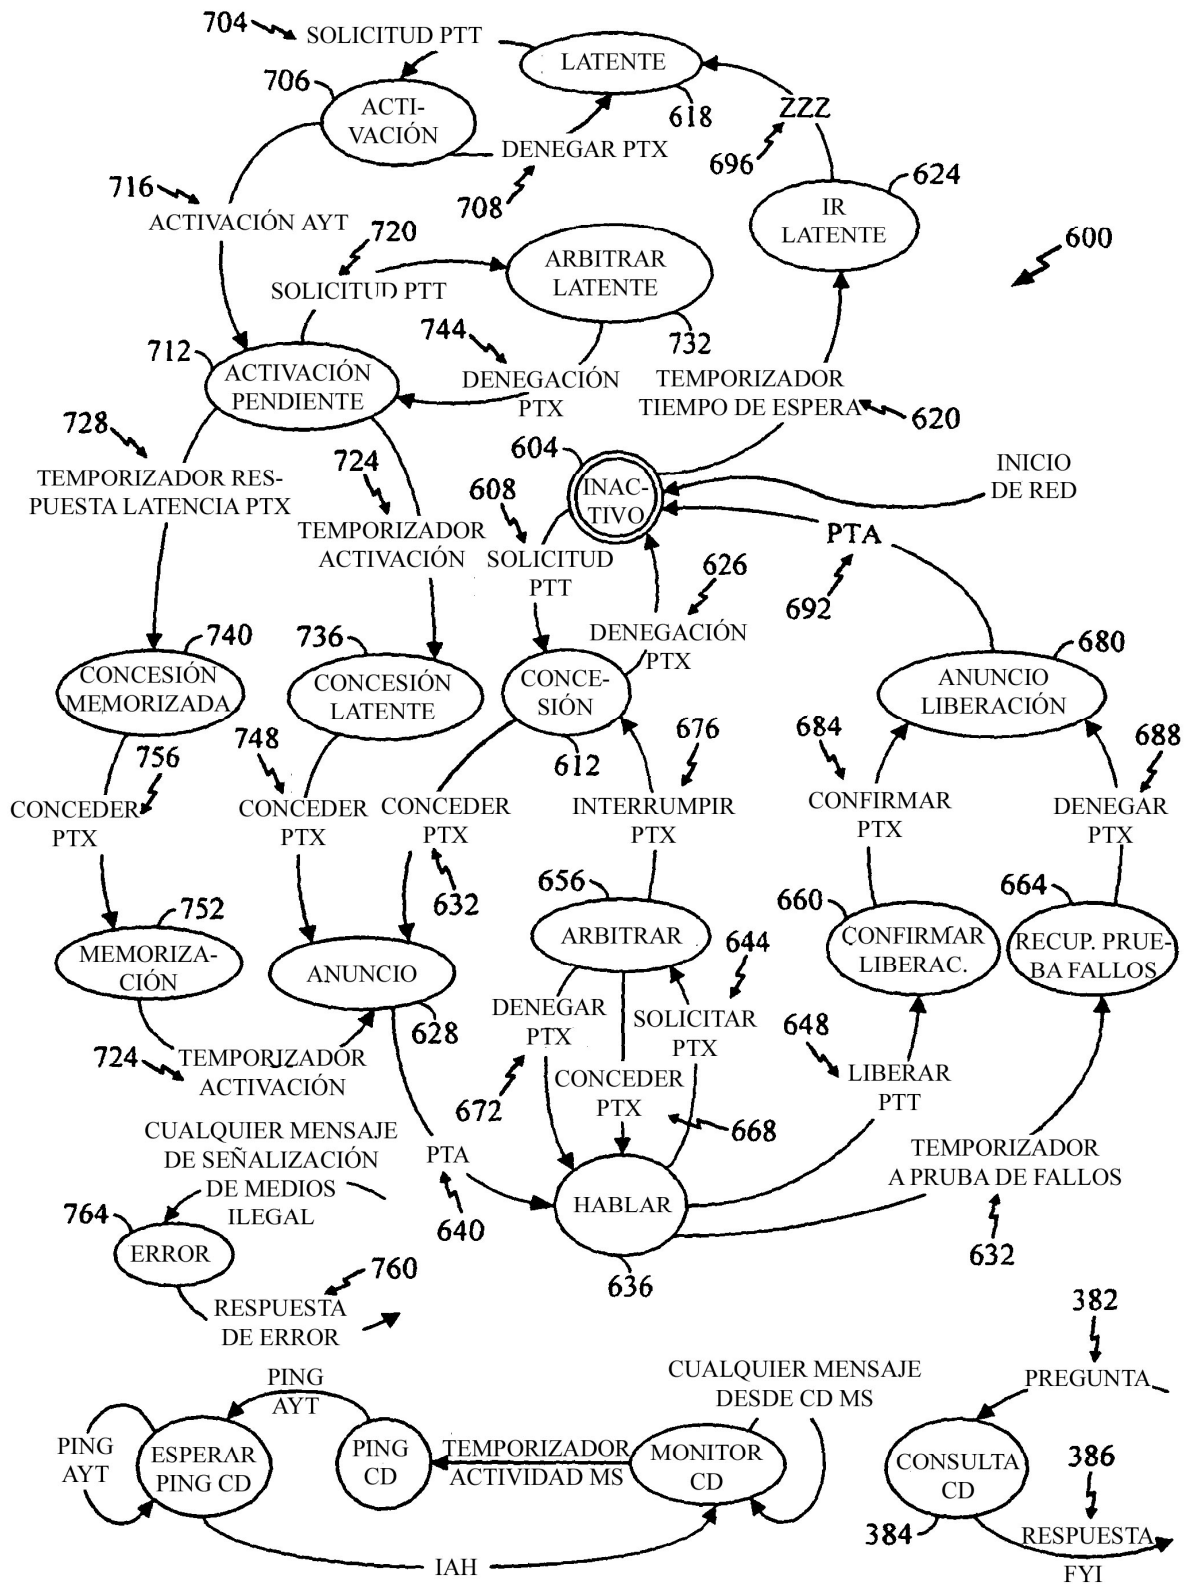 704
SOLICITUD PTT
LATENTE
706
ACTI-
VACIÓN
618
ZZZ
696
DENEGAR PTX
708
624
IR
LATENTE
716
ACTIVACIÓN AYT
720
SOLICITUD PTT
ARBITRAR
LATENTE
600
744
732
712
ACTIVACIÓN
PENDIENTE
DENEGACIÓN
PTX
TEMPORIZADOR
TIEMPO DE ESPERA
620
728
TEMPORIZADOR RES-
PUESTA LATENCIA PTX
724
TEMPORIZADOR
ACTIVACIÓN
604
INAC-
TIVO
INICIO
DE RED
608
SOLICITUD
PTT
PTA
692
626
DENEGACIÓN
PTX
740
CONCESIÓN
MEMORIZADA
736
CONCESIÓN
LATENTE
CONCE-
SIÓN
612
680
ANUNCIO
LIBERACIÓN
756
CONCEDER
PTX
748
CONCEDER
PTX
CONCEDER
PTX
632
676
INTERRUMPIR
PTX
684
CONFIRMAR
PTX
688
DENEGAR
PTX
752
MEMORIZA-
CIÓN
ANUNCIO
628
656
ARBITRAR
644
660
CONFIRMAR
LIBERAC.
664
RECUP. PRUE-
BA FALLOS
724
TEMPORIZADOR
ACTIVACIÓN
DENEGAR
PTX
672
SOLICITAR
PTX
CONCEDER
PTX
668
648
LIBERAR
PTT
TEMPORIZADOR
A PRUBA DE FALLOS
632
PTA
640
HABLAR
636
CUALQUIER MENSAJE
DE SEÑALIZACIÓN
DE MEDIOS
ILEGAL
764
ERROR
760
RESPUESTA
DE ERROR
PING
AYT
PING
AYT
ESPERAR
PING CD
PING
CD
TEMPORIZADOR
ACTIVIDAD MS
MONITOR
CD
CUALQUIER MENSAJE
DESDE CD MS
IAH
382
PREGUNTA
CONSULTA
CD
384
386
RESPUESTA
FYI